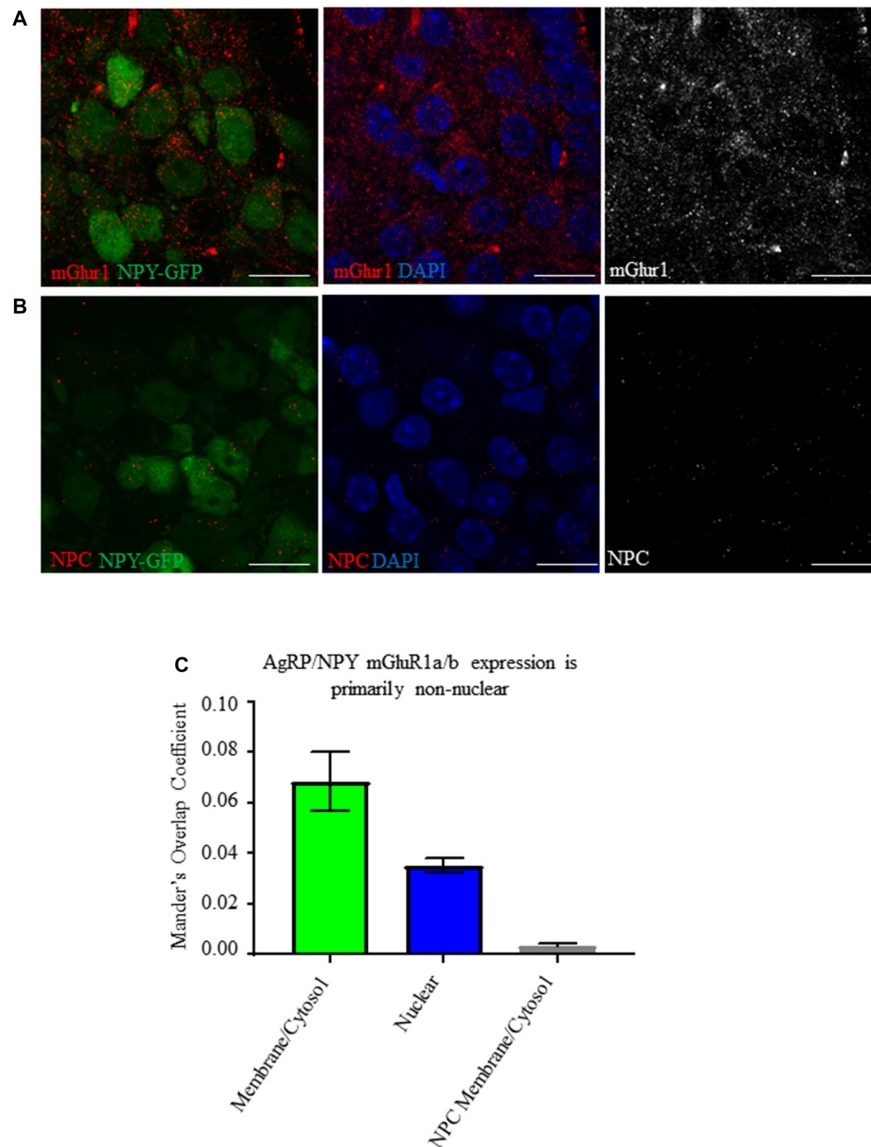 A
mGlur1 NPY-GFP
mGlur1 DAPI
mGlur1
B
NPC NPY-GFP
NPC DAPI
NPC
C
AgRP/NPY mGluR1a/b expression is
primarily non-nuclear
Mander's Overlap Coefficient
0.10
0.08
0.06
0.04
0.02
0.00
Membrane/Cytosol
Nuclear
NPC Membrane/Cytosol